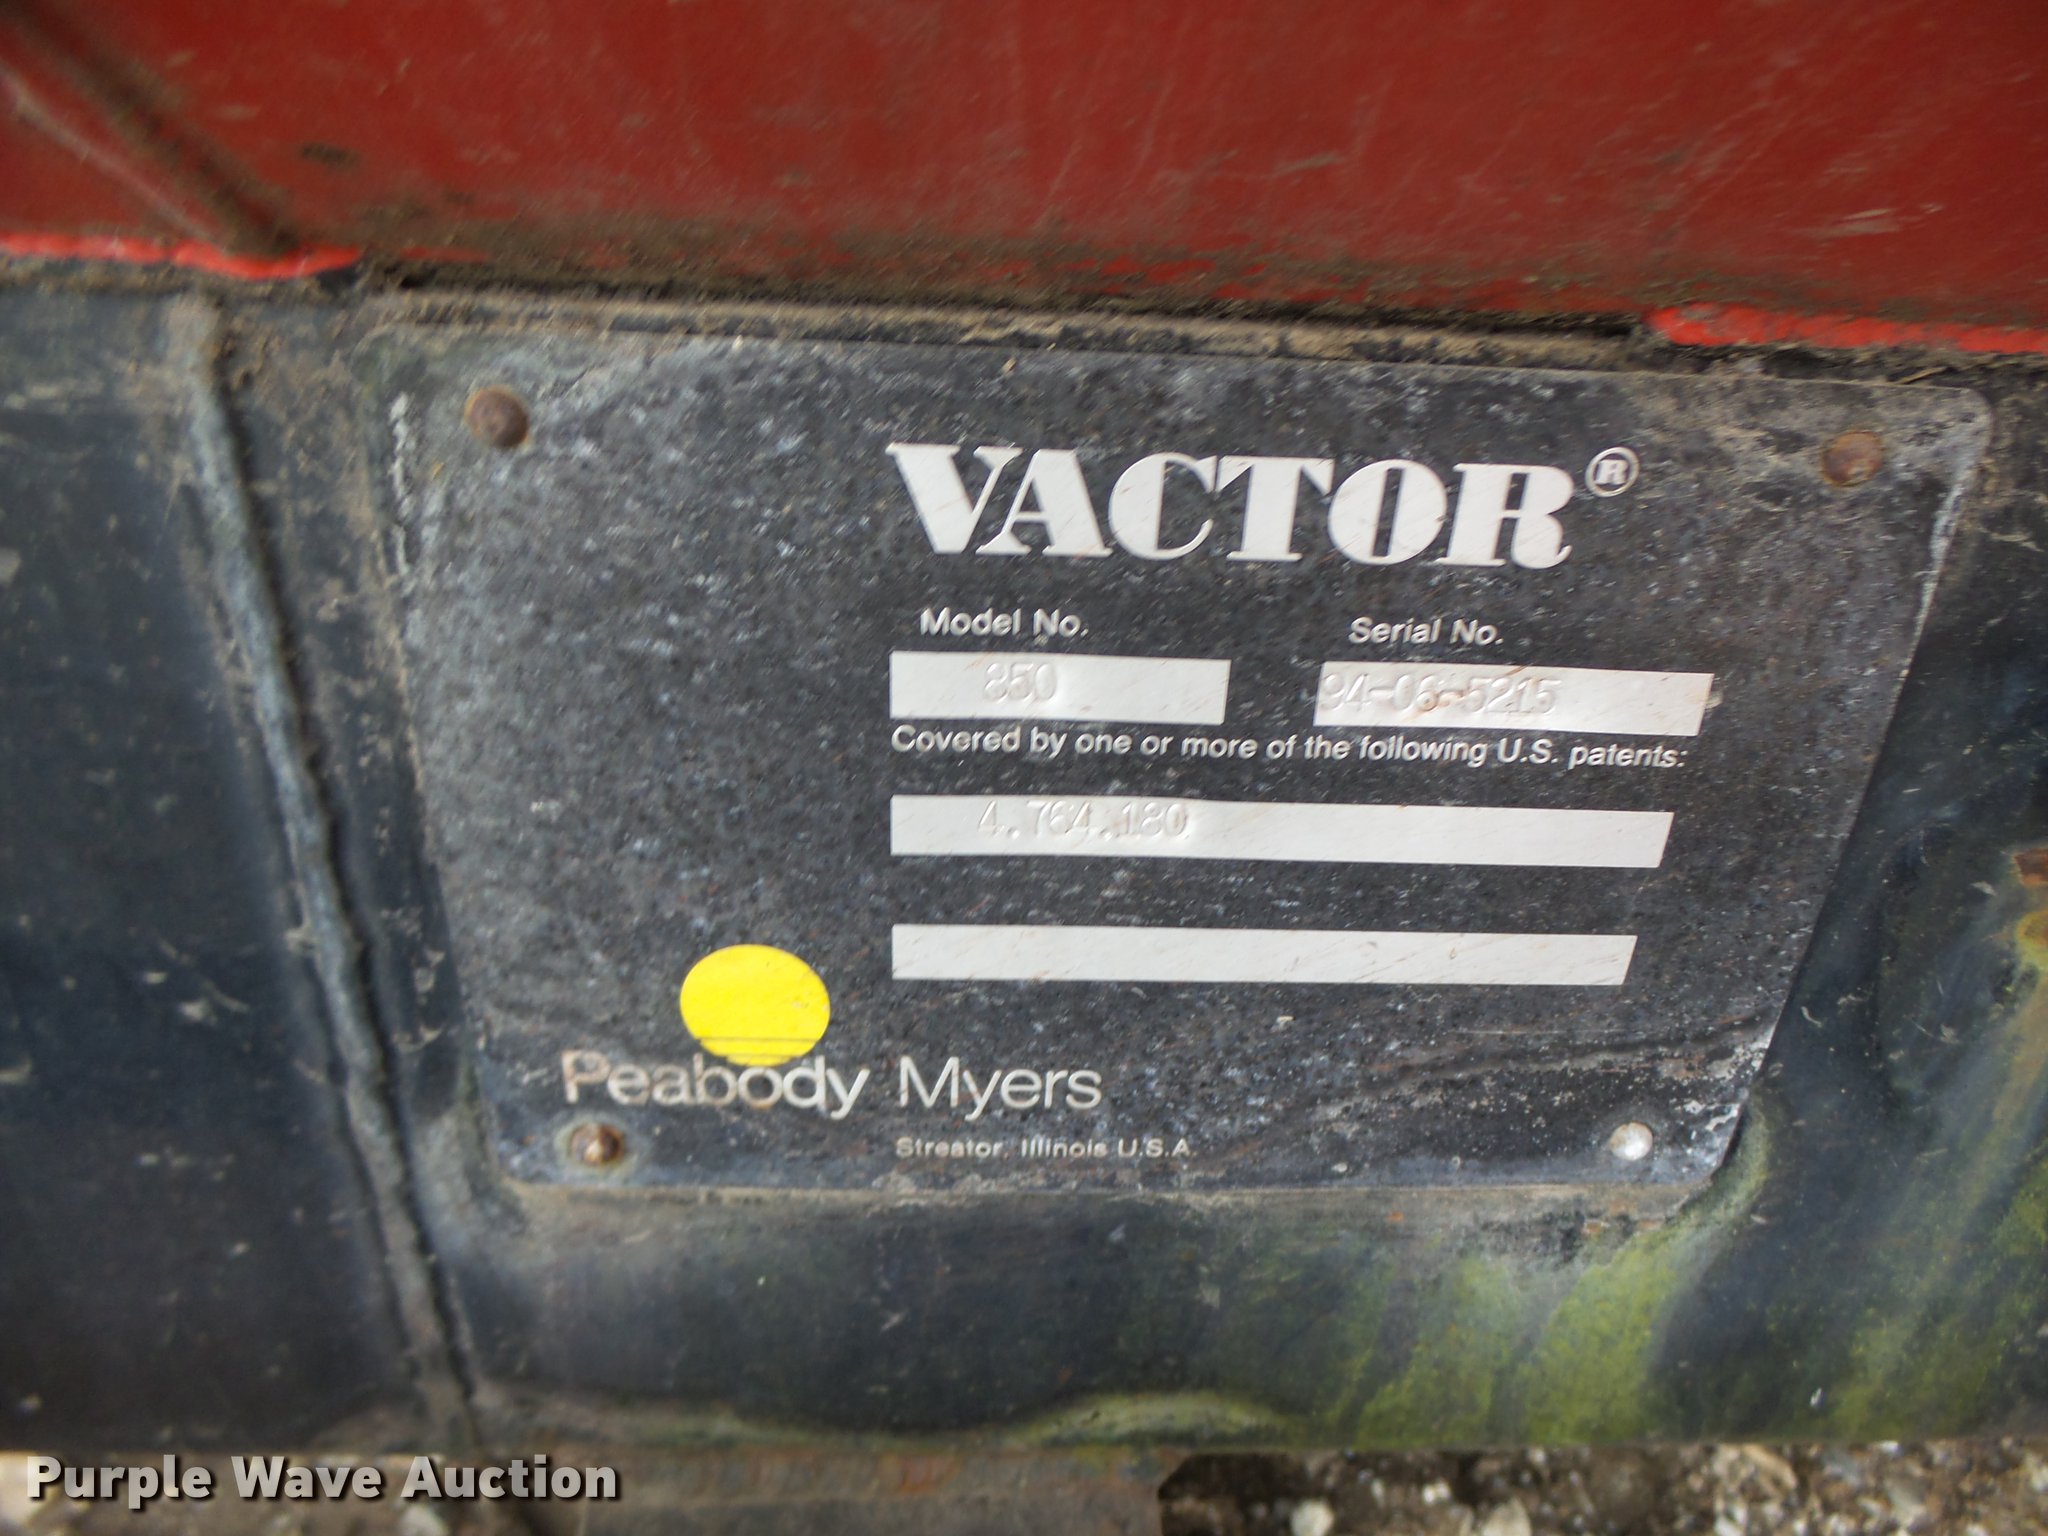 VACTOR®
Model No. Serial No.
850 94-06-5215
Covered by one or more of the following U.S. patents:
4.764.180
Peabody Myers
Streator, Illinois U.S.A.
Purple Wave Auction